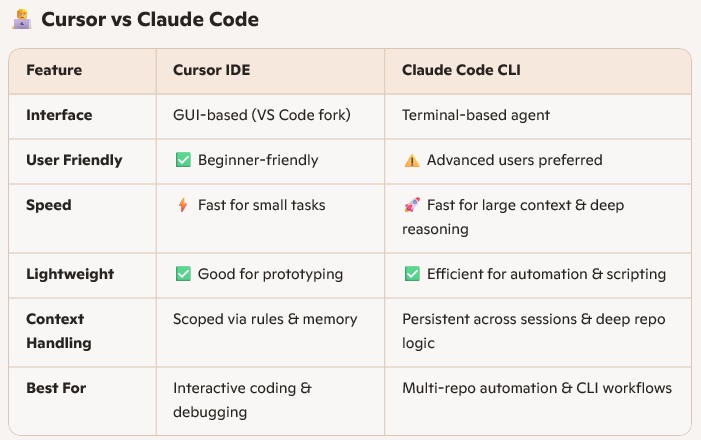 🧑‍💻 Cursor vs Claude Code
Feature Cursor IDE Claude Code CLI
Interface GUI-based (VS Code fork) Terminal-based agent
User Friendly ✅ Beginner-friendly ⚠️ Advanced users preferred
Speed ⚡ Fast for small tasks 🚀 Fast for large context & deep
reasoning
Lightweight ✅ Good for prototyping ✅ Efficient for automation & scripting
Context
Handling
Scoped via rules & memory
Persistent across sessions & deep repo
logic
Best For
Interactive coding &
debugging
Multi-repo automation & CLI workflows